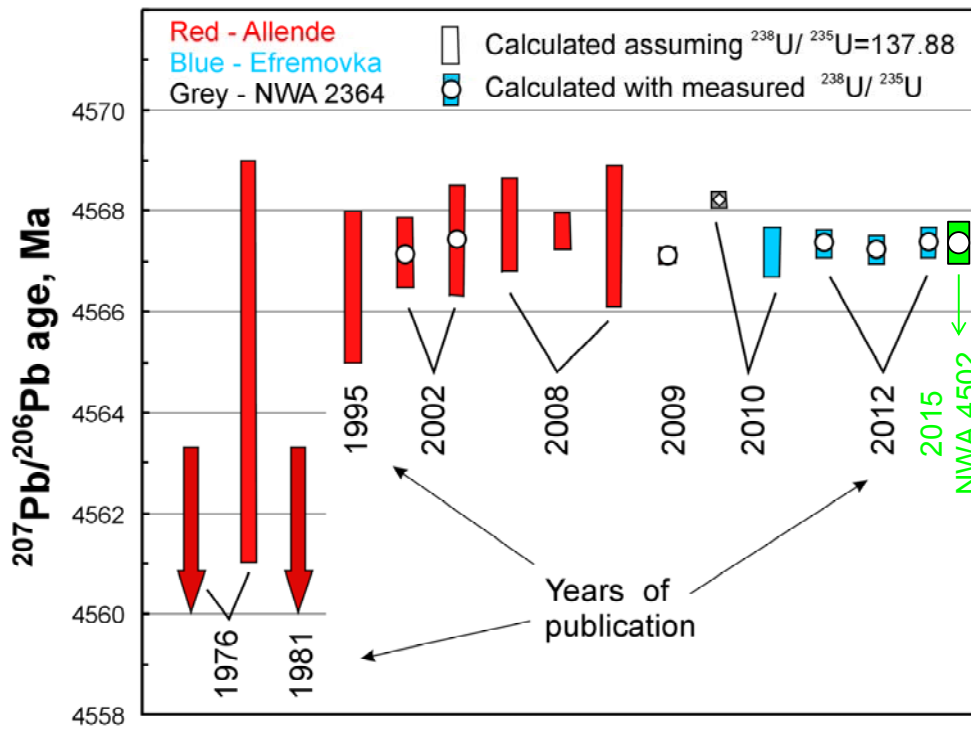 Red - Allende
Blue - Efremovka
Grey - NWA 2364
Calculated assuming ²³⁸U/ ²³⁵U=137.88
Calculated with measured ²³⁸U/ ²³⁵U
²⁰⁷Pb/²⁰⁶Pb age, Ma
4570
4568
4566
4564
4562
4560
4558
1976
1981
1995
2002
2008
2009
2010
2012
2015
NWA 4502
Years of
publication